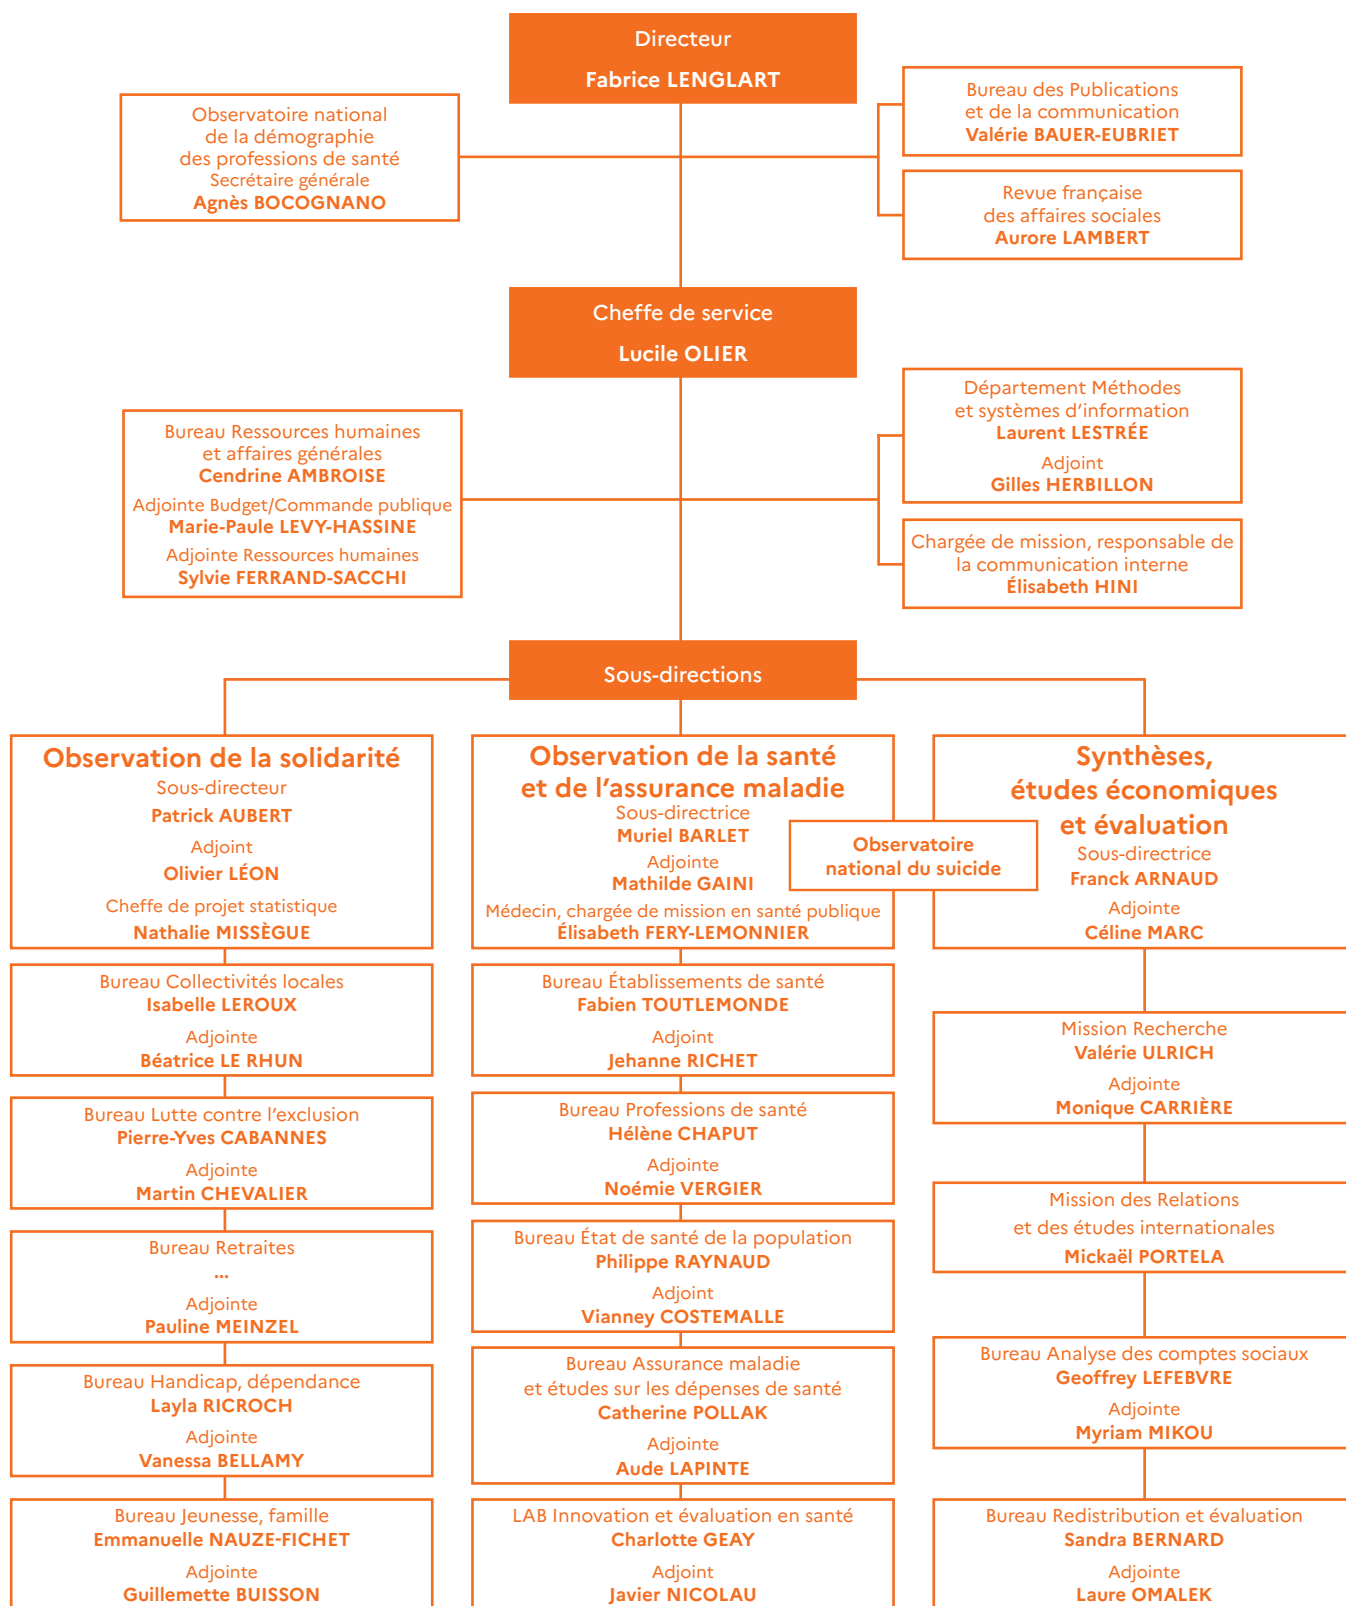 Directeur
Fabrice LENGLART
Observatoire national
de la démographie
des professions de santé
Secrétaire générale
Agnès BOCOGNANO
Bureau des Publications
et de la communication
Valérie BAUER-EUBRIET
Revue française
des affaires sociales
Aurore LAMBERT
Cheffe de service
Lucile OLIER
Bureau Ressources humaines
et affaires générales
Cendrine AMBROISE
Adjointe Budget/Commande publique
Marie-Paule LEVY-HASSINE
Adjointe Ressources humaines
Sylvie FERRAND-SACCHI
Département Méthodes
et systèmes d'information
Laurent LESTRÉE
Adjoint
Gilles HERBILLON
Chargée de mission, responsable de
la communication interne
Élisabeth HINI
Sous-directions
Observation de la solidarité
Sous-directeur
Patrick AUBERT
Adjoint
Olivier LÉON
Cheffe de projet statistique
Nathalie MISSÈGUE
Bureau Collectivités locales
Isabelle LEROUX
Adjointe
Béatrice LE RHUN
Bureau Lutte contre l'exclusion
Pierre-Yves CABANNES
Adjointe
Martin CHEVALIER
Bureau Retraites
...
Adjointe
Pauline MEINZEL
Bureau Handicap, dépendance
Layla RICROCH
Adjointe
Vanessa BELLAMY
Bureau Jeunesse, famille
Emmanuelle NAUZE-FICHET
Adjointe
Guillemette BUISSON
Observation de la santé
et de l'assurance maladie
Sous-directrice
Muriel BARLET
Adjointe
Mathilde GAINI
Médecin, chargée de mission en santé publique
Élisabeth FERY-LEMONNIER
Observatoire
national du suicide
Bureau Établissements de santé
Fabien TOUTLEMONDE
Adjoint
Jehanne RICHET
Bureau Professions de santé
Hélène CHAPUT
Adjointe
Noémie VERGIER
Bureau État de santé de la population
Philippe RAYNAUD
Adjoint
Vianney COSTEMALLE
Bureau Assurance maladie
et études sur les dépenses de santé
Catherine POLLAK
Adjointe
Aude LAPINTE
LAB Innovation et évaluation en santé
Charlotte GEAY
Adjoint
Javier NICOLAU
Synthèses,
études économiques
et évaluation
Sous-directrice
Franck ARNAUD
Adjointe
Céline MARC
Mission Recherche
Valérie ULRICH
Adjointe
Monique CARRIÈRE
Mission des Relations
et des études internationales
Mickaël PORTELA
Bureau Analyse des comptes sociaux
Geoffrey LEFEBVRE
Adjointe
Myriam MIKOU
Bureau Redistribution et évaluation
Sandra BERNARD
Adjointe
Laure OMALEK